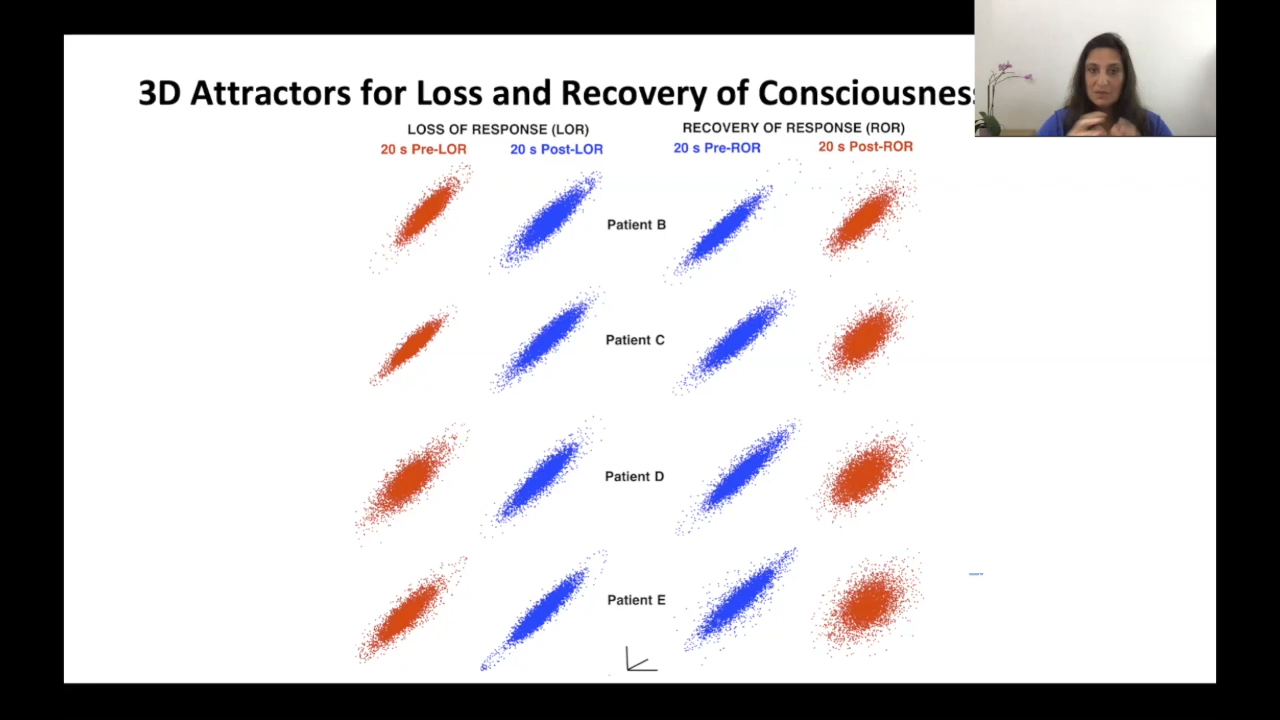 3D Attractors for Loss and Recovery of Consciousness
LOSS OF RESPONSE (LOR)
RECOVERY OF RESPONSE (ROR)
20 s Pre-LOR
20 s Post-LOR
20 s Pre-ROR
20 s Post-ROR
Patient B
Patient C
Patient D
Patient E